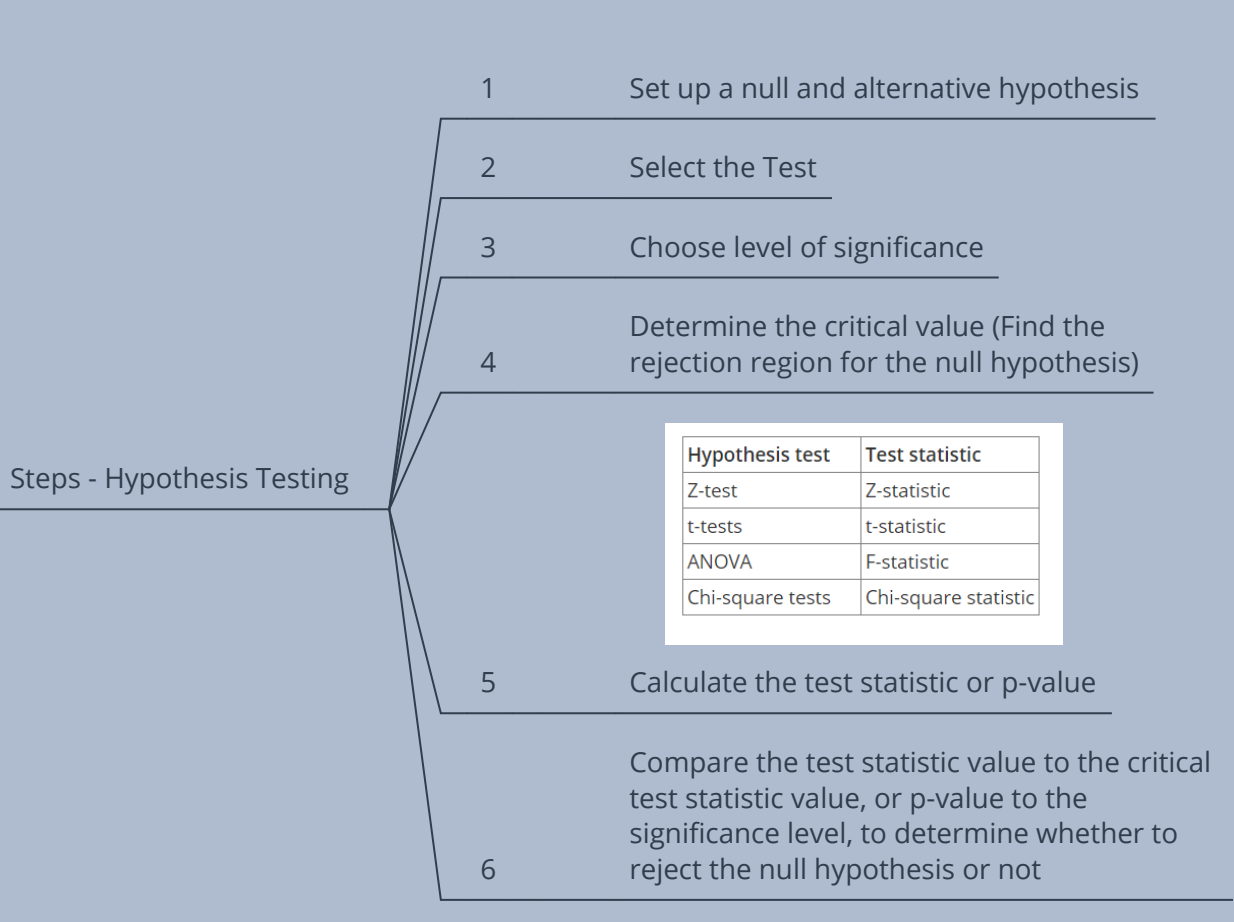 1 Set up a null and alternative hypothesis
2 Select the Test
3 Choose level of significance
Determine the critical value (Find the
4 rejection region for the null hypothesis)
Steps - Hypothesis Testing
Hypothesis test Test statistic
Z-test Z-statistic
t-tests t-statistic
ANOVA F-statistic
Chi-square tests Chi-square statistic
5 Calculate the test statistic or p-value
Compare the test statistic value to the critical
test statistic value, or p-value to the
significance level, to determine whether to
6 reject the null hypothesis or not